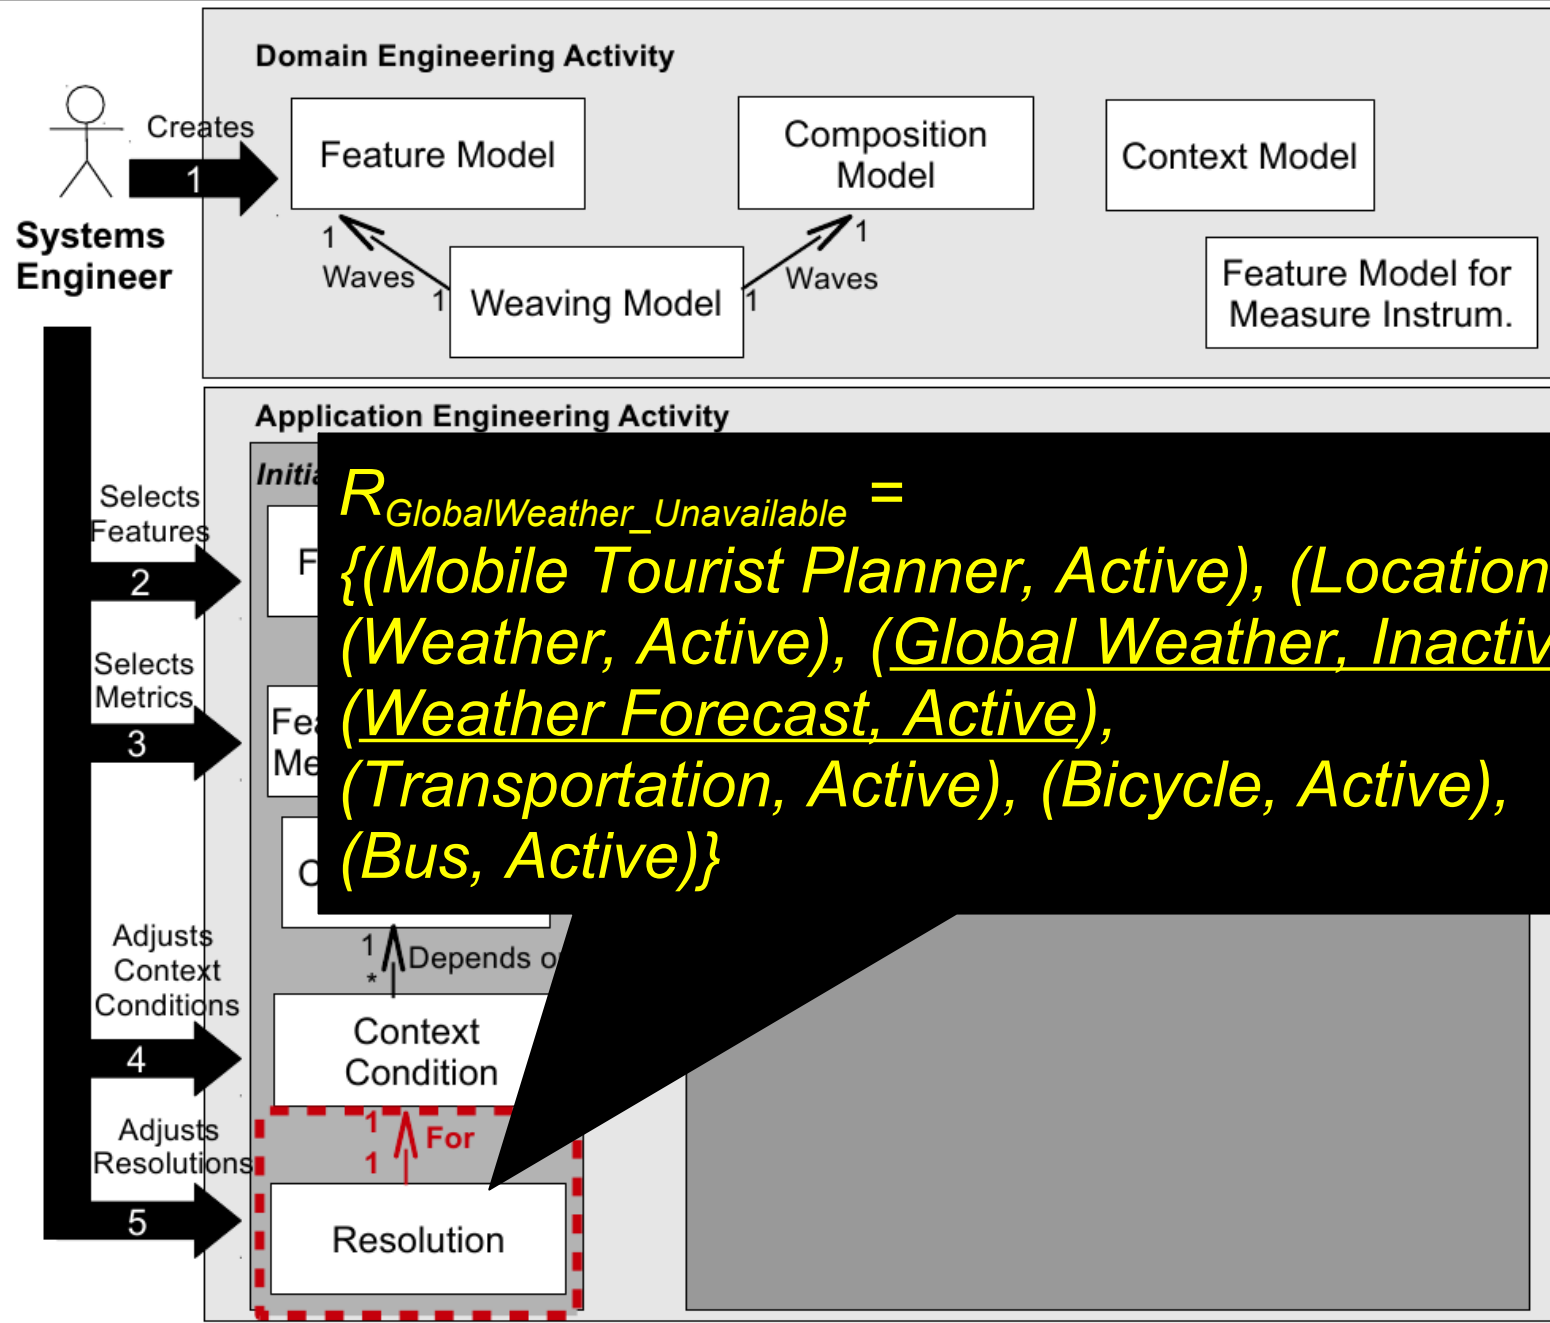 Domain Engineering Activity
Creates
1
Feature Model
Composition
Model
Context Model
Systems
Engineer
1
Waves
1
Weaving Model
1
Waves
1
Feature Model for
Measure Instrum.
Application Engineering Activity
R GlobalWeather_Unavailable =
{(Mobile Tourist Planner, Active), (Location
(Weather, Active), (Global Weather, Inactiv
(Weather Forecast, Active),
(Transportation, Active), (Bicycle, Active),
(Bus, Active)}
Selects
Features
2
Selects
Metrics
3
1
*
Depends
Adjusts
Context
Conditions
4
Context
Condition
1
1
For
Adjusts
Resolutions
5
Resolution